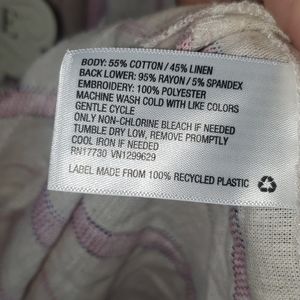 E
BODY: 55% COTTON / 45% LINEN
BACK LOWER: 95% RAYON / 5% SPANDEX
EMBROIDERY: 100% POLYESTER
MACHINE WASH COLD WITH LIKE COLORS
GENTLE CYCLE
ONLY NON-CHLORINE BLEACH IF NEEDED
TUMBLE DRY LOW, REMOVE PROMPTLY
COOL IRON IF NEEDED
RN17730 VN1299629
LABEL MADE FROM 100% RECYCLED PLASTIC